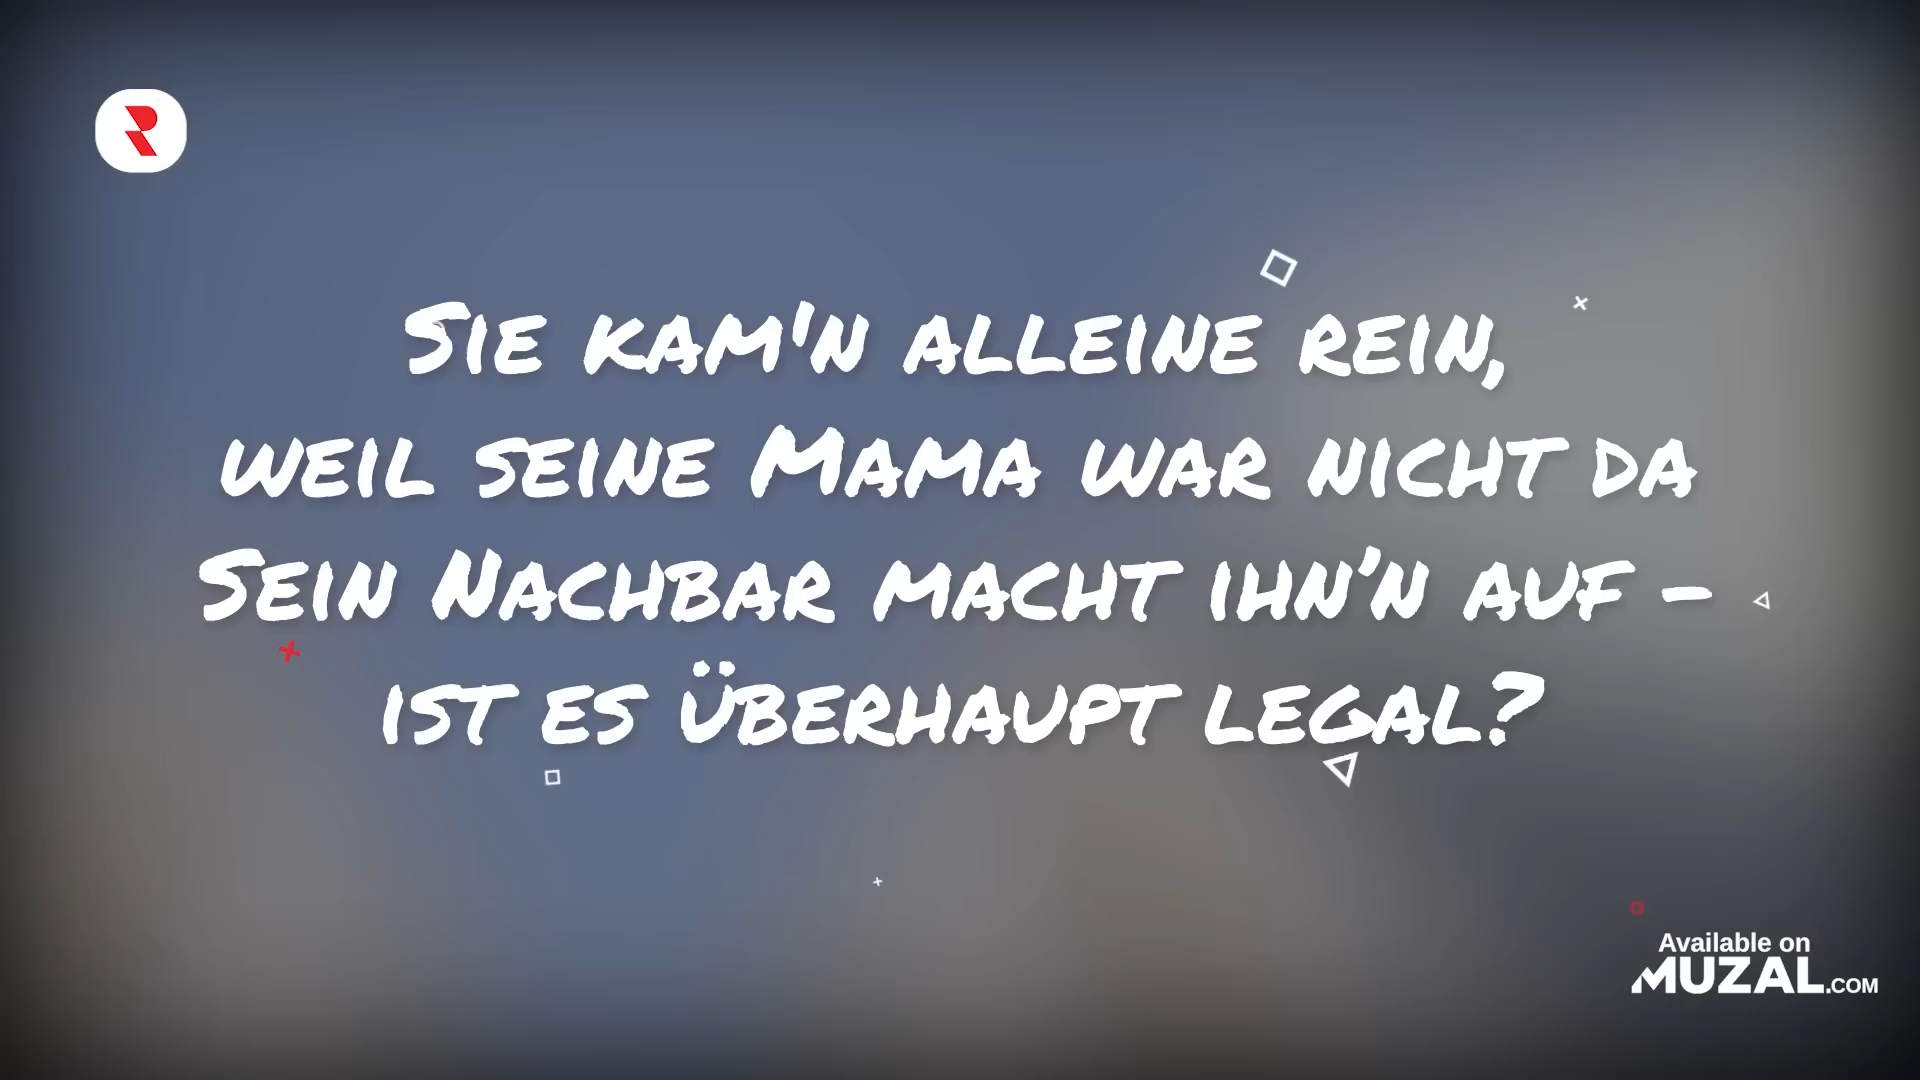 Sie kam'n alleine rein,
weil seine Mama war nicht da
Sein Nachbar macht ihn’n auf -
ist es überhaupt legal?
Available on
MUZAL.COM